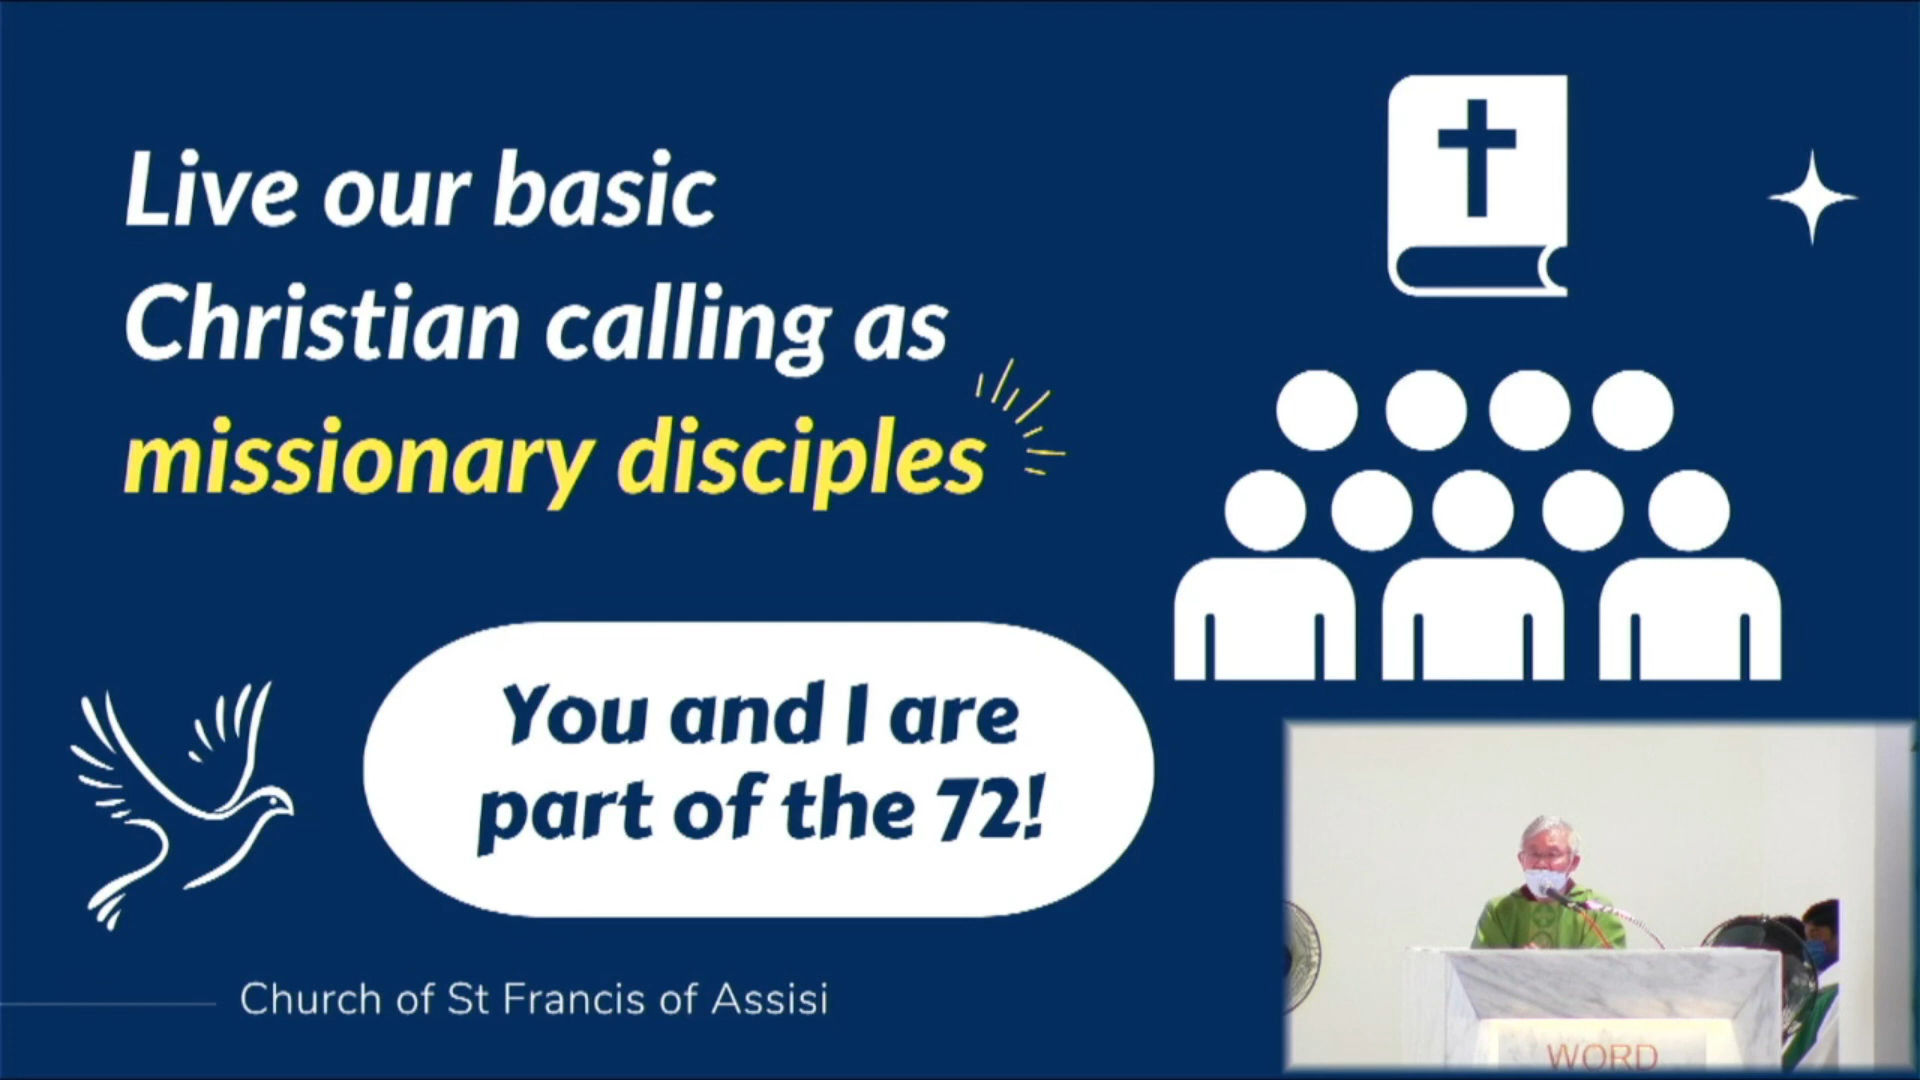 Live our basic
Christian calling as
missionary disciples
You and I are
part of the 72!
Church of St Francis of Assisi
WORD